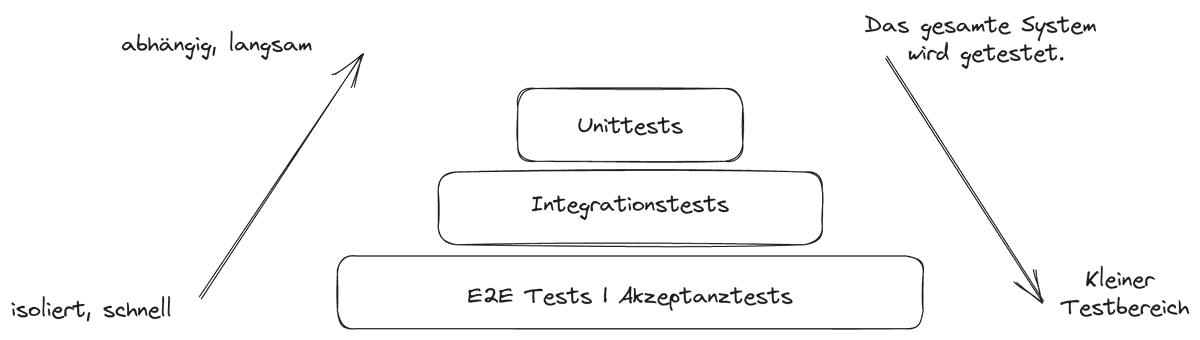 abhängig, langsam
Das gesamte System
wird getestet.
Unittests
Integrationstests
E2E Tests | Akzeptanztests
isoliert, schnell
Kleiner
Testbereich